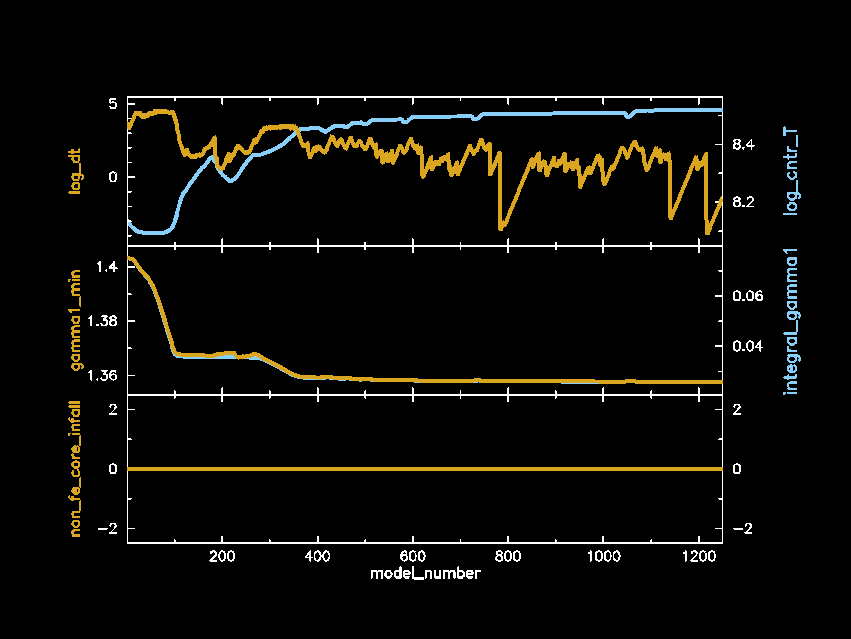 log_dt
5
0
8.4
8.2
log_cntr_T
gamma1_min
1.4
1.38
1.36
0.06
0.04
integral_gamma1
non_fe_core_infall
2
0
−2
2
0
−2
200 400 600 800 1000 1200
model_number